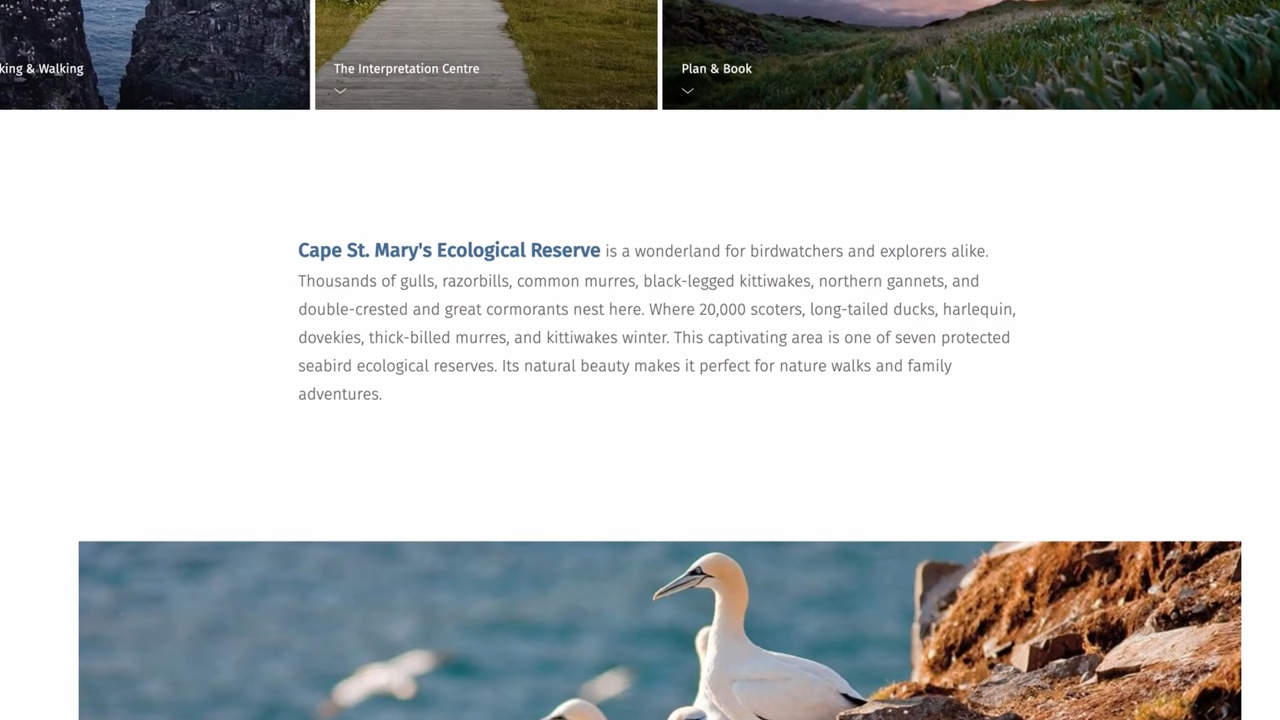 king & Walking
The Interpretation Centre
Plan & Book
Cape St. Mary's Ecological Reserve is a wonderland for birdwatchers and explorers alike.
Thousands of gulls, razorbills, common murres, black-legged kittiwakes, northern gannets, and
double-crested and great cormorants nest here. Where 20,000 scoters, long-tailed ducks, harlequin,
dovekies, thick-billed murres, and kittiwakes winter. This captivating area is one of seven protected
seabird ecological reserves. Its natural beauty makes it perfect for nature walks and family
adventures.